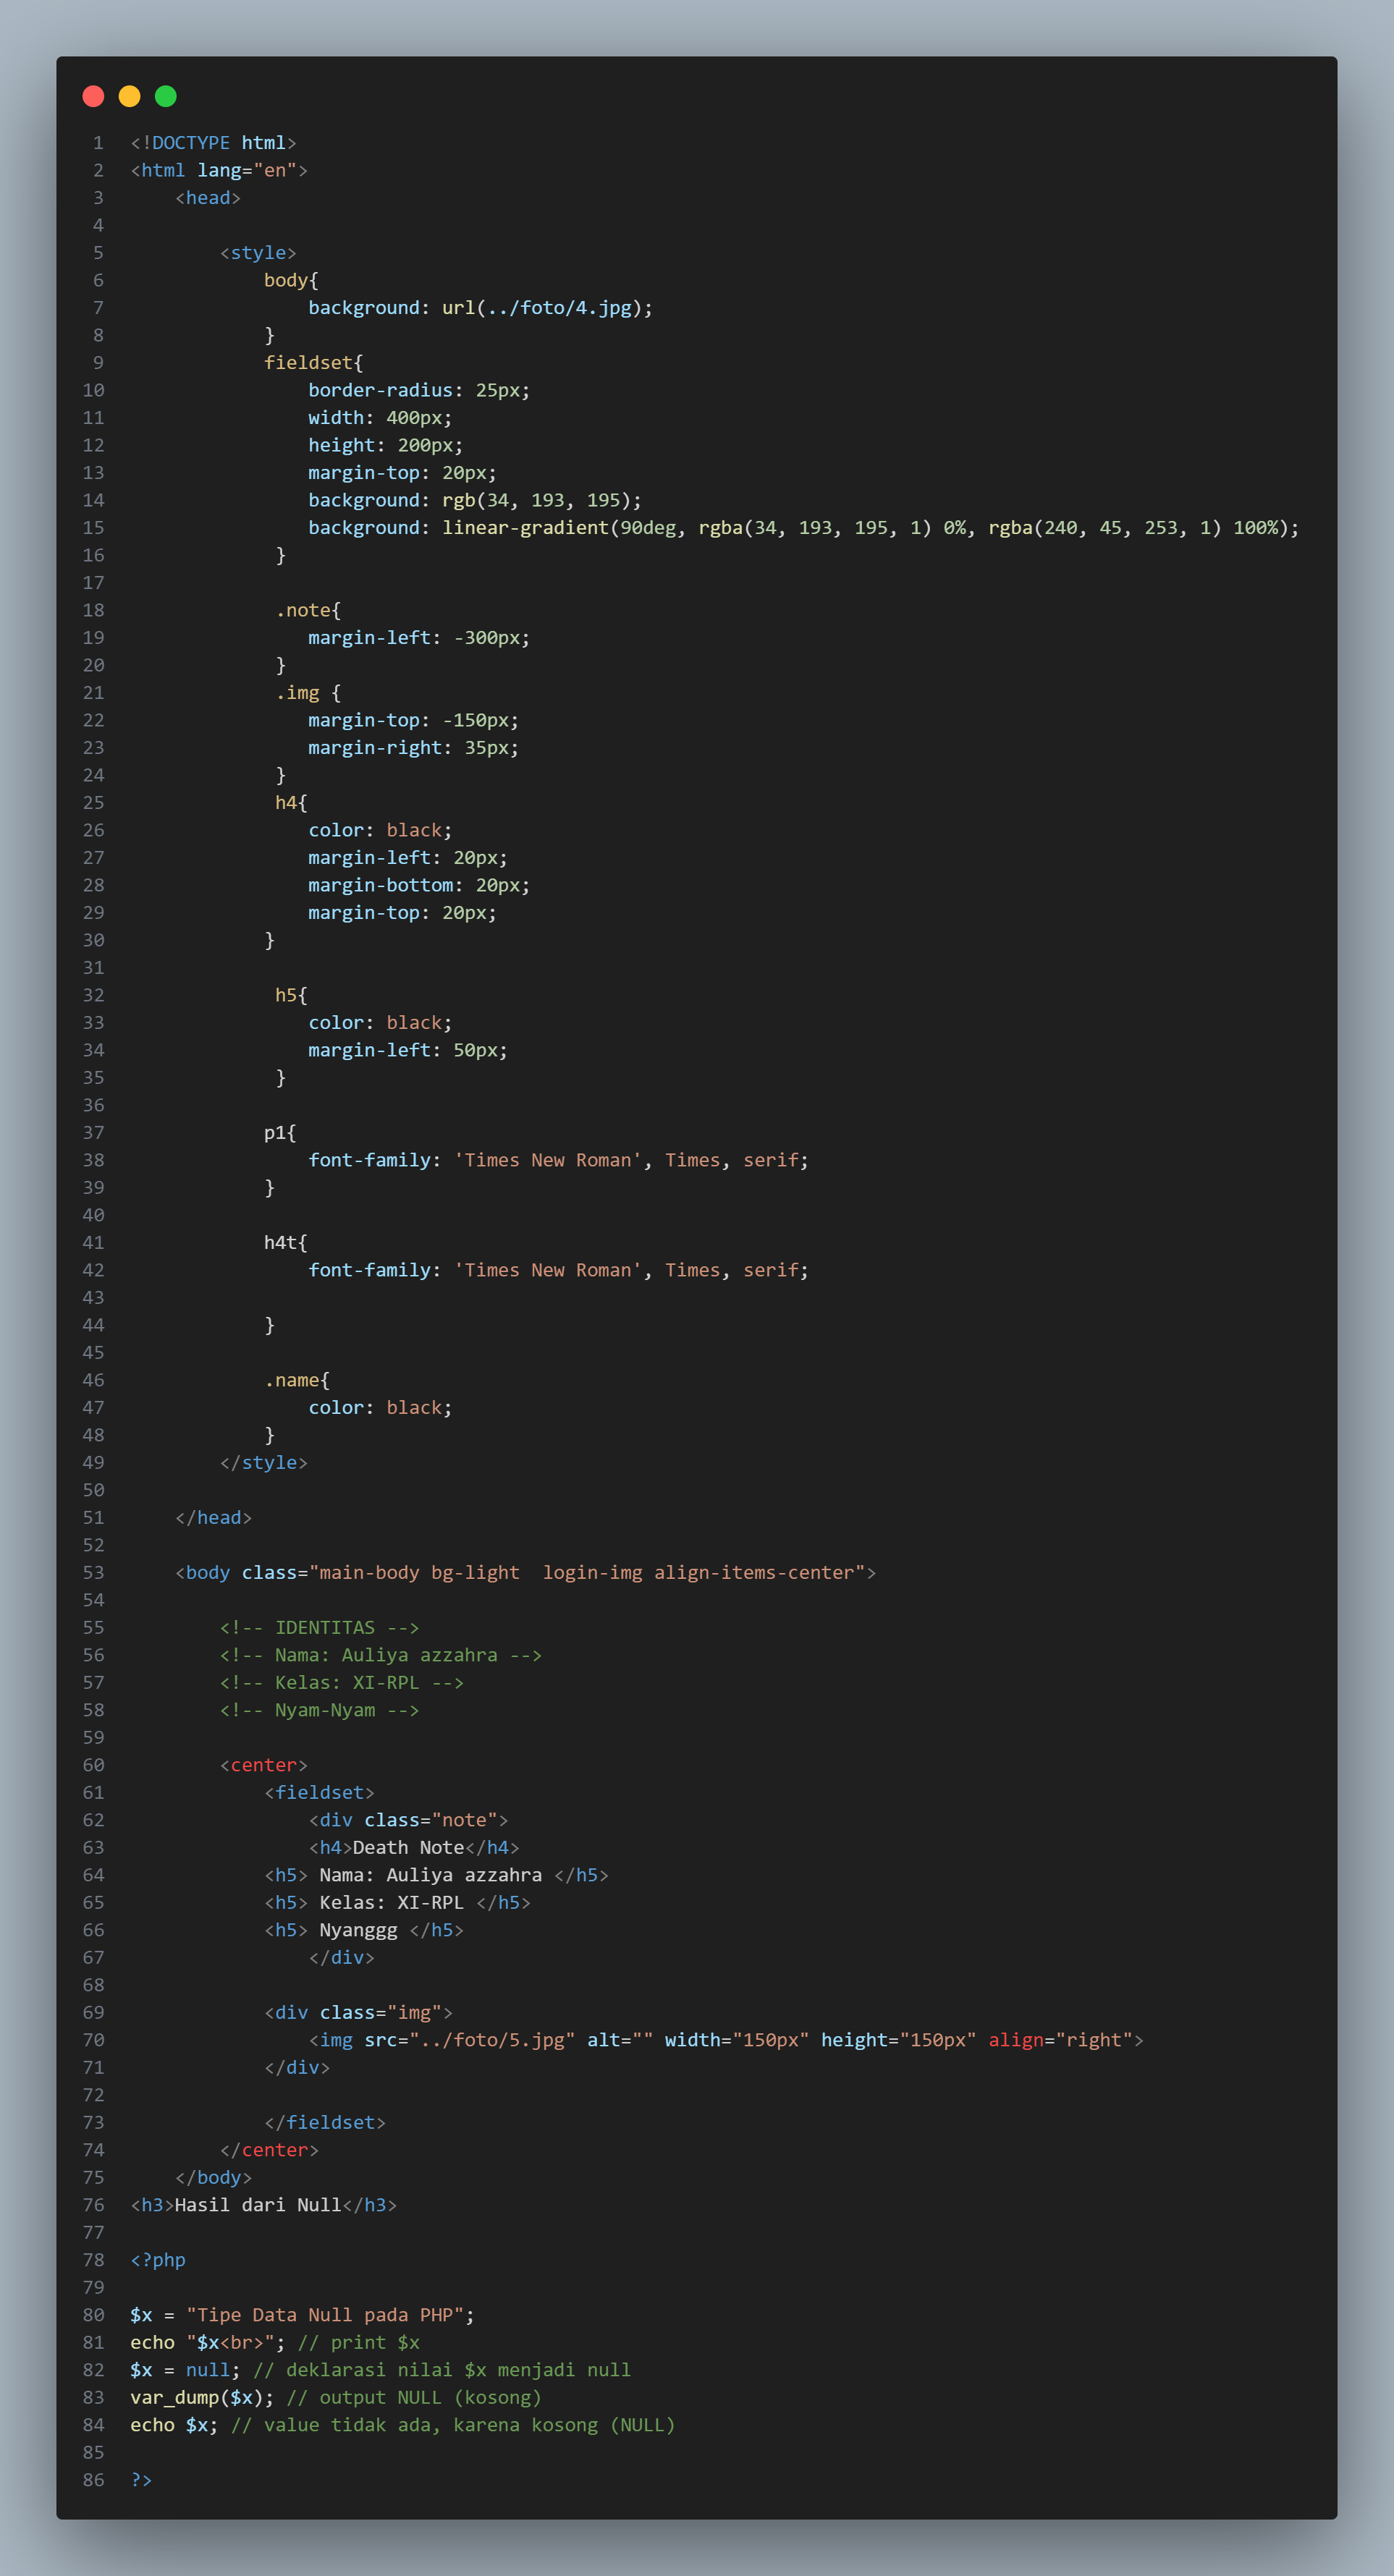 1 <!DOCTYPE html>
2 <html lang="en">
3     <head>
4
5         <style>
6             body{
7                 background: url(../foto/4.jpg);
8             }
9             fieldset{
10                 border-radius: 25px;
11                 width: 400px;
12                 height: 200px;
13                 margin-top: 20px;
14                 background: rgb(34, 193, 195);
15                 background: linear-gradient(90deg, rgba(34, 193, 195, 1) 0%, rgba(240, 45, 253, 1) 100%);
16              }
17
18              .note{
19                 margin-left: -300px;
20              }
21              .img {
22                 margin-top: -150px;
23                 margin-right: 35px;
24              }
25              h4{
26                 color: black;
27                 margin-left: 20px;
28                 margin-bottom: 20px;
29                 margin-top: 20px;
30             }
31
32              h5{
33                 color: black;
34                 margin-left: 50px;
35              }
36
37             p1{
38                 font-family: 'Times New Roman', Times, serif;
39             }
40
41             h4t{
42                 font-family: 'Times New Roman', Times, serif;
43
44             }
45
46             .name{
47                 color: black;
48             }
49         </style>
50
51     </head>
52
53     <body class="main-body bg-light  login-img align-items-center">
54
55         <!-- IDENTITAS -->
56         <!-- Nama: Auliya azzahra -->
57         <!-- Kelas: XI-RPL -->
58         <!-- Nyam-Nyam -->
59
60         <center>
61             <fieldset>
62                 <div class="note">
63                 <h4>Death Note</h4>
64             <h5> Nama: Auliya azzahra </h5>
65             <h5> Kelas: XI-RPL </h5>
66             <h5> Nyanggg </h5>
67                 </div>
68
69             <div class="img">
70                 <img src="../foto/5.jpg" alt="" width="150px" height="150px" align="right">
71             </div>
72
73             </fieldset>
74         </center>
75     </body>
76 <h3>Hasil dari Null</h3>
77
78 <?php
79
80 $x = "Tipe Data Null pada PHP";
81 echo "$x<br>"; // print $x
82 $x = null; // deklarasi nilai $x menjadi null
83 var_dump($x); // output NULL (kosong)
84 echo $x; // value tidak ada, karena kosong (NULL)
85
86 ?>